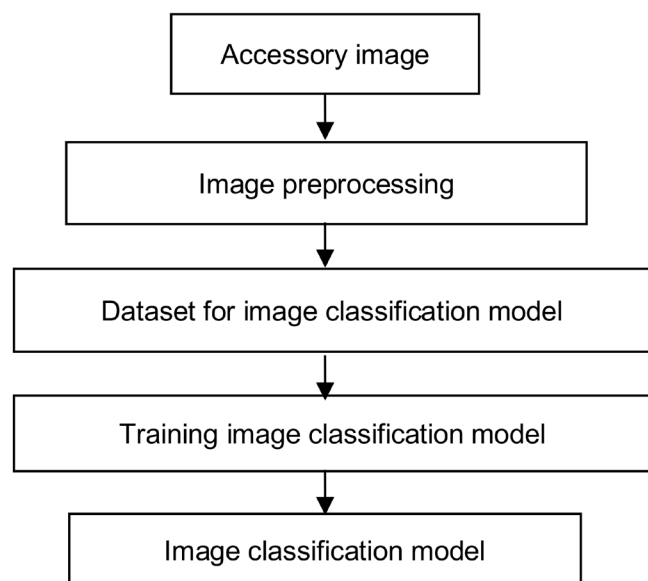 Accessory image
Image preprocessing
Dataset for image classification model
Training image classification model
Image classification model